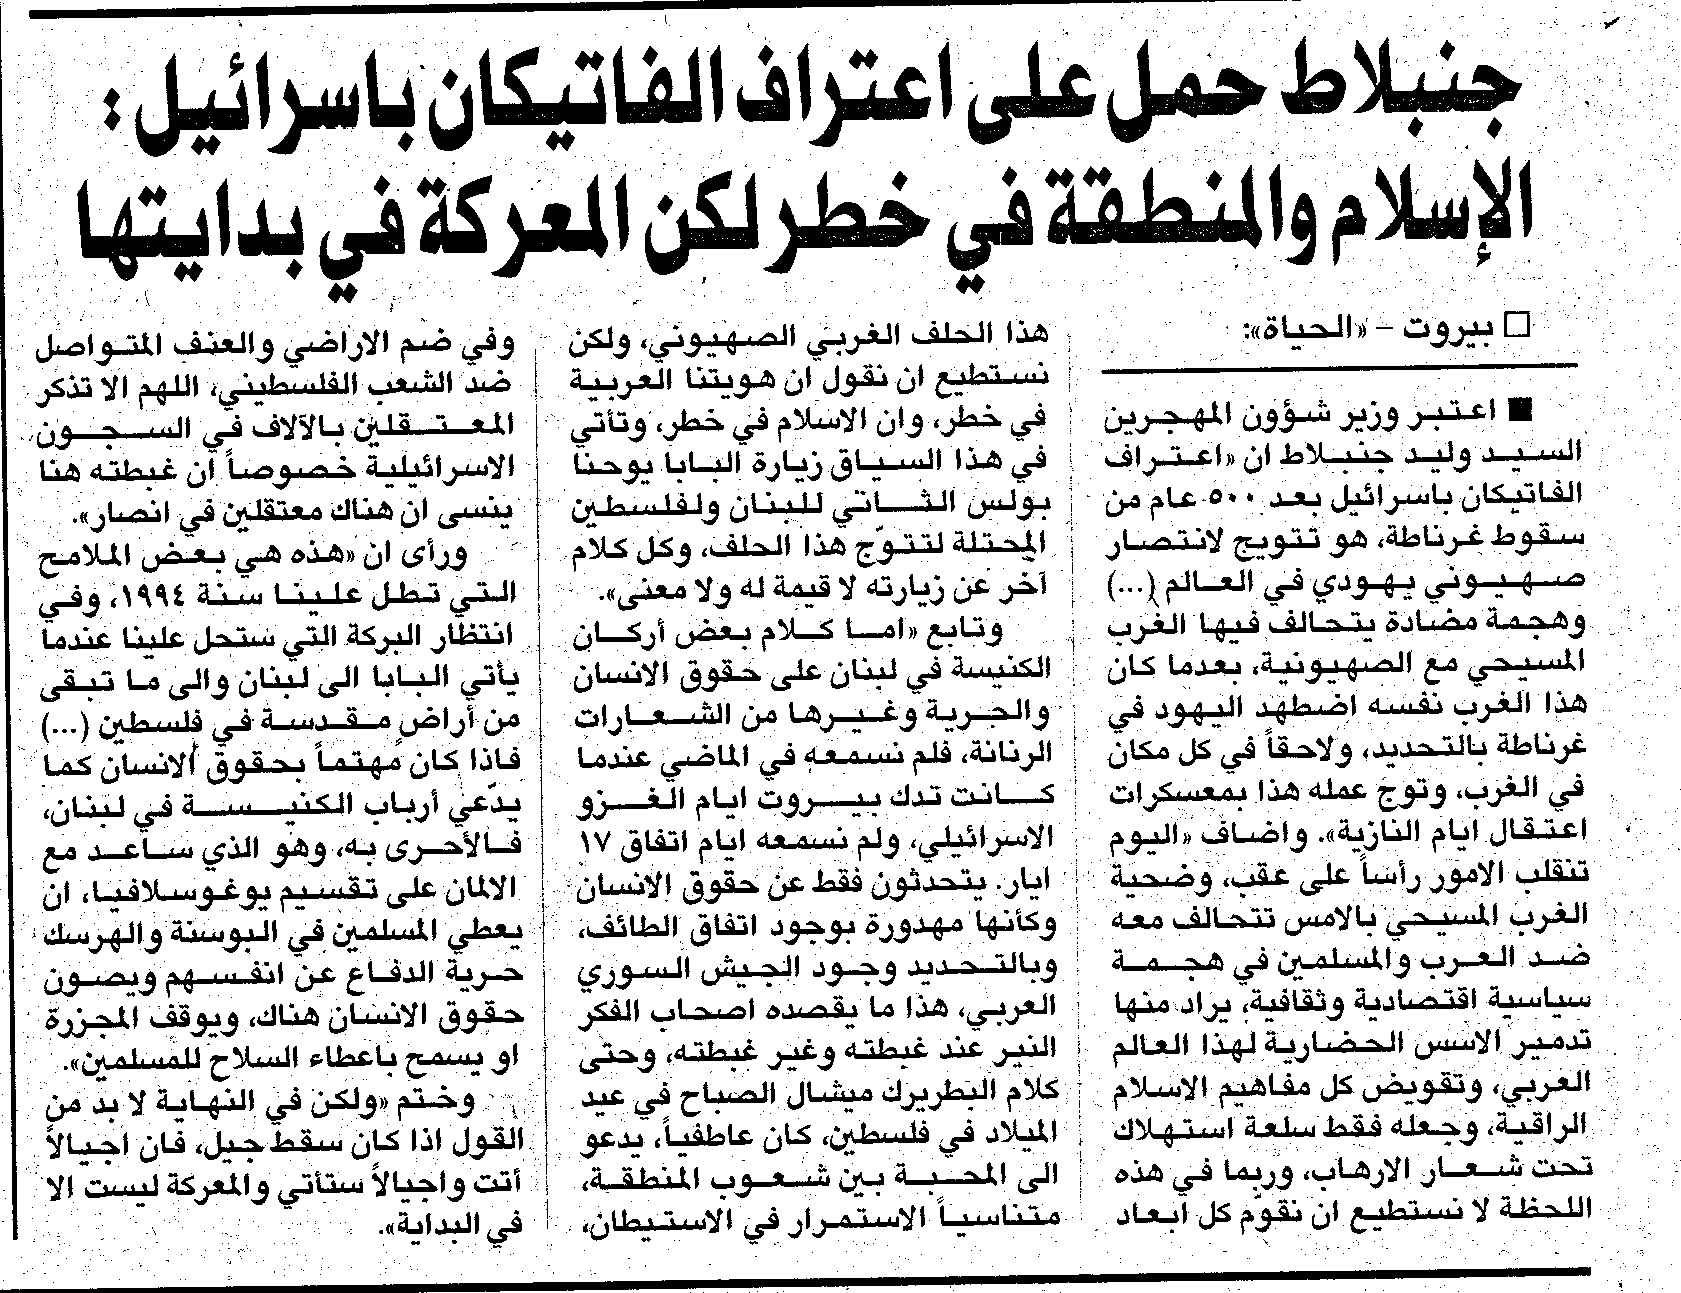 جنبلاط حمل على اعتراف الفاتيكان باسرائيل :
الإسلام والمنطقة في خطر لكن المعركة في بدايتها
□ بيروت – «الحياة»:
■ اعتبر وزير شؤون المهجرين
السيد وليد جنبلاط ان «اعتراف
الفاتيكان باسرائيل بعد ٥٠٠ عام من
سقوط غرناطة، هو تتويج لانتصار
صهيوني يهودي في العالم (...)
وهجمة مضادة يتحالف فيها الغرب
المسيحي مع الصهيونية، بعدما كان
هذا الغرب نفسه اضطهد اليهود في
غرناطة بالتحديد، ولاحقاً في كل مكان
في الغرب، وتوج عمله هذا بمعسكرات
اعتقال ايام النازية». واضاف «اليوم
تنقلب الامور رأساً على عقب، وضحية
الغرب المسيحي بالامس تتحالف معه
ضد العرب والمسلمين في هجمة
سياسية اقتصادية وثقافية، يراد منها
تدمير الاسس الحضارية لهذا العالم
العربي، وتقويض كل مفاهيم الإسلام
الراقية، وجعله فقط سلعة استهلاك
تحت شعار الارهاب، وربما في هذه
اللحظة لا نستطيع ان نقوّم كل ابعاد
هذا الحلف الغربي الصهيوني، ولكن
نستطيع ان نقول ان هويتنا العربية
في خطر، وان الاسلام في خطر، وتأتي
في هذا السياق زيارة البابا يوحنا
بولس الثاني للبنان ولفلسطين
المحتلة لتتوّج هذا الحلف، وكل كلام
آخر عن زيارته لا قيمة له ولا معنى».
وتابع «اما كلام بعض أركان
الكنيسة في لبنان على حقوق الانسان
والحرية وغيرها من الشعارات
الرنانة، فلم نسمعه في الماضي عندما
كانت تدك بيروت ايام الغزو
الاسرائيلي، ولم نسمعه ايام اتفاق ١٧
ايار. يتحدثون فقط عن حقوق الانسان
وكأنها مهدورة بوجود اتفاق الطائف،
وبالتحديد وجود الجيش السوري
العربي، هذا ما يقصده اصحاب الفكر
النير عند غبطته وغير غبطته، وحتى
كلام البطريرك ميشال الصباح في عيد
الميلاد في فلسطين، كان عاطفياً، يدعو
الى المحبة بين شعوب المنطقة،
متناسياً الاستمرار في الاستيطان،
وفي ضم الاراضي والعنف المتواصل
ضد الشعب الفلسطيني، اللهم الا تذكر
المعتقلين بالآلاف في السجون
الاسرائيلية خصوصاً ان غبطته هنا
ينسى ان هناك معتقلين في انصار».
ورأى ان «هذه هي بعض الملامح
التي تطل علينا سنة ١٩٩٤، وفي
انتظار البركة التي ستحل علينا عندما
يأتي البابا الى لبنان والى ما تبقى
من أراضٍ مقدسة في فلسطين (...)
فاذا كان مهتماً بحقوق الانسان كما
يدّعي أرباب الكنيسة في لبنان،
فالأحرى به، وهو الذي ساعد مع
الالمان على تقسيم يوغوسلافيا، ان
يعطي المسلمين في البوسنة والهرسك
حرية الدفاع عن انفسهم ويصون
حقوق الانسان هناك، ويوقف المجزرة
او يسمح باعطاء السلاح للمسلمين».
وختم «ولكن في النهاية لا بد من
القول اذا كان سقط جيل، فان اجيالاً
أتت واجيالاً ستأتي والمعركة ليست الا
في البداية».